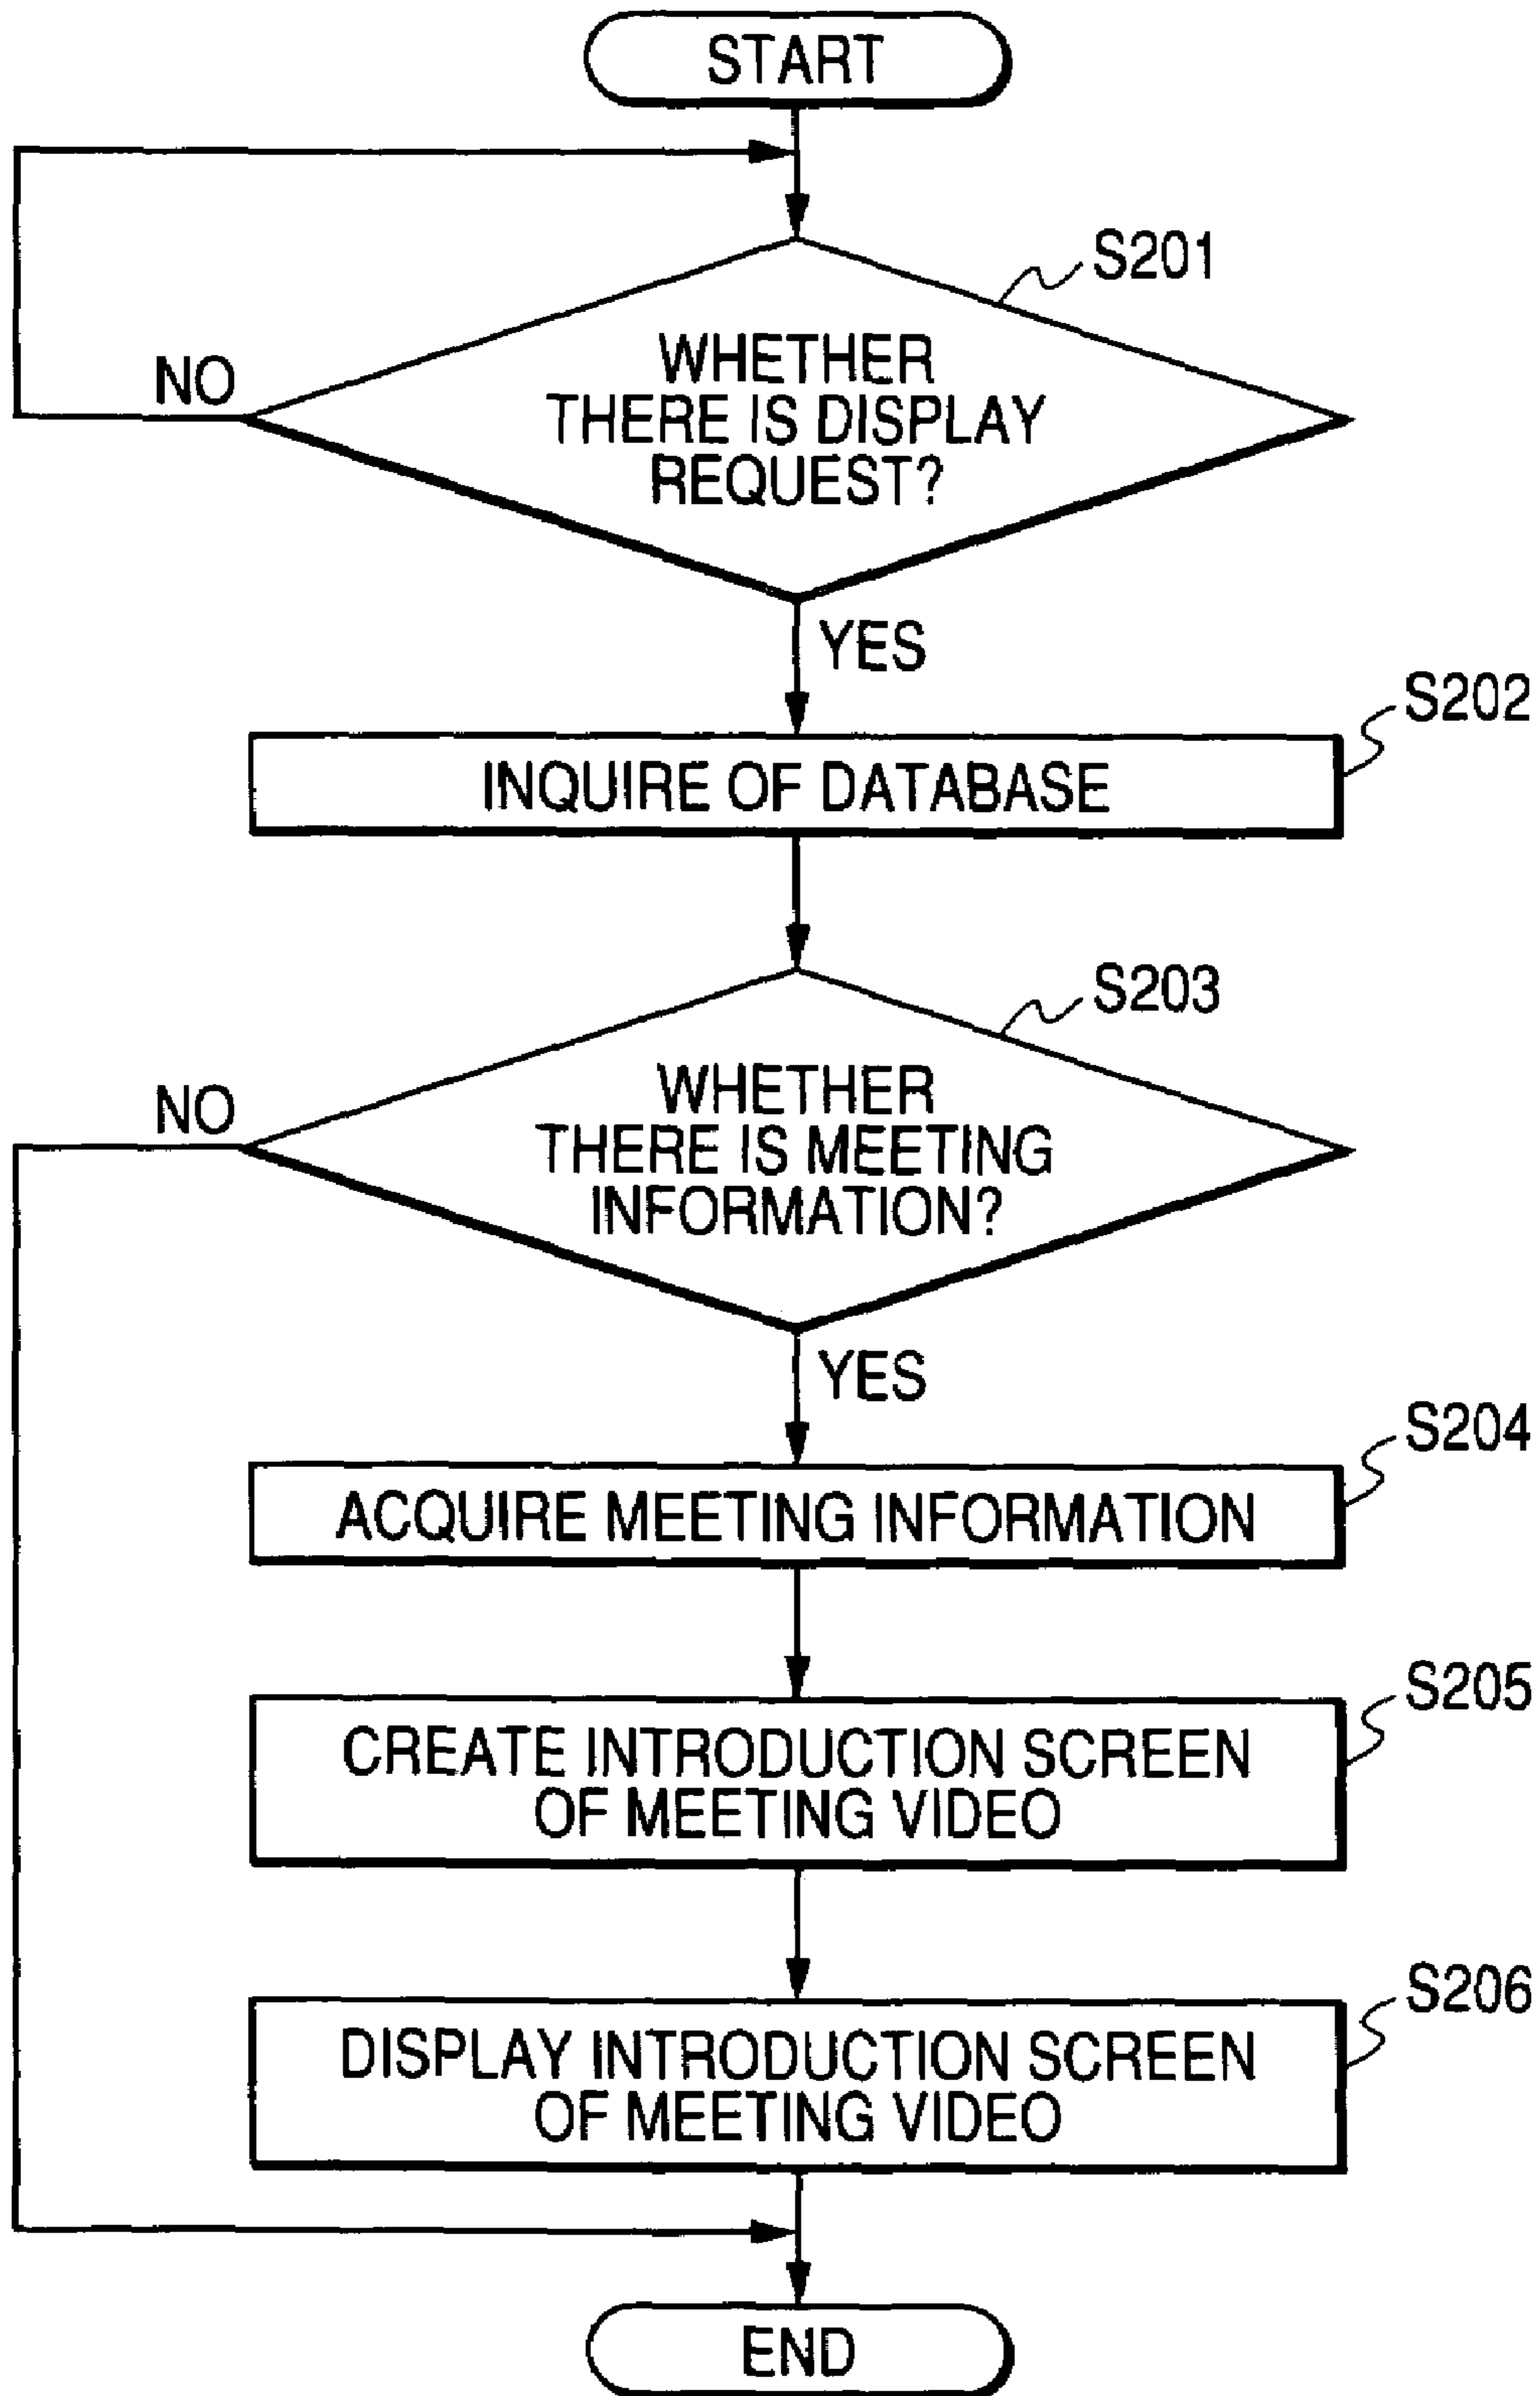 START
S201
WHETHER
THERE IS DISPLAY
REQUEST?
NO
YES
S202
INQUIRE OF DATABASE
S203
WHETHER
THERE IS MEETING
INFORMATION?
NO
YES
S204
ACQUIRE MEETING INFORMATION
S205
CREATE INTRODUCTION SCREEN
OF MEETING VIDEO
S206
DISPLAY INTRODUCTION SCREEN
OF MEETING VIDEO
END